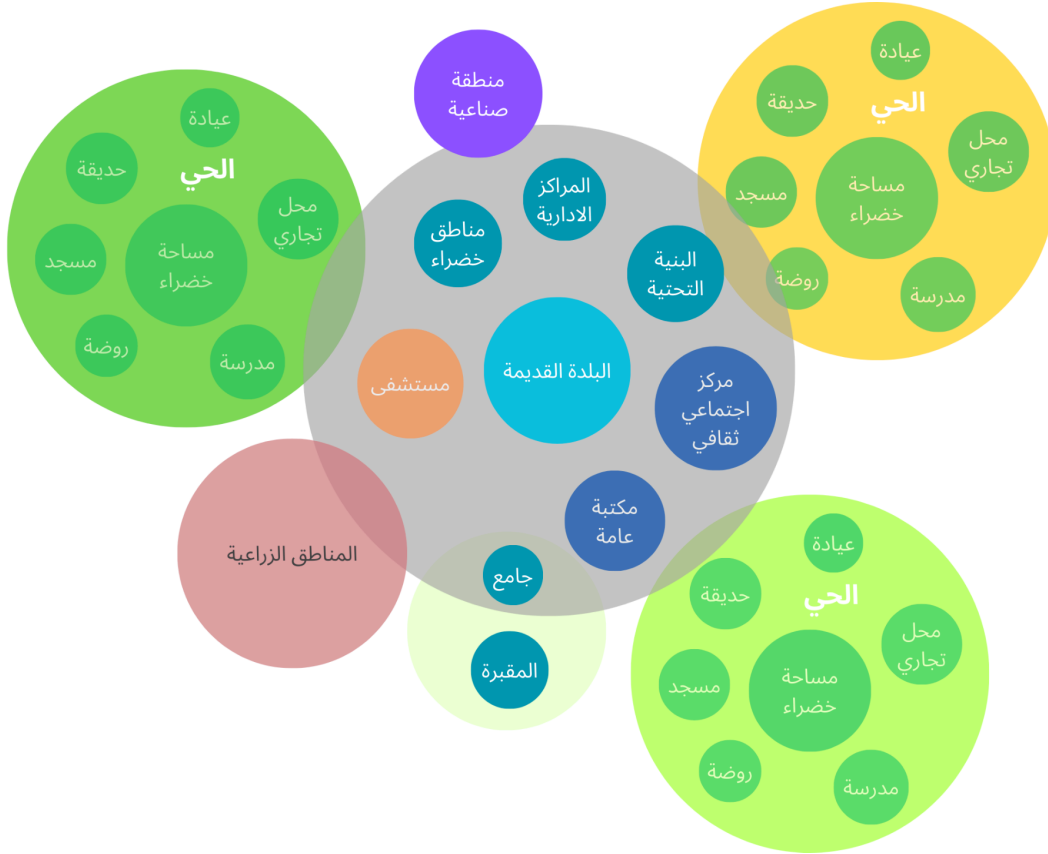 عيادة
حديقة
الحي
محل
تجاري
مسجد
مساحة
خضراء
روضة
مدرسة
منطقة
صناعية
عيادة
حديقة
الحي
محل
تجاري
مسجد
مساحة
خضراء
روضة
مدرسة
المراكز
الادارية
مناطق
خضراء
البنية
التحتية
البلدة القديمة
مستشفى
مركز
اجتماعي
ثقافي
مكتبة
عامة
المناطق الزراعية
جامع
المقبرة
عيادة
حديقة
الحي
محل
تجاري
مسجد
مساحة
خضراء
روضة
مدرسة